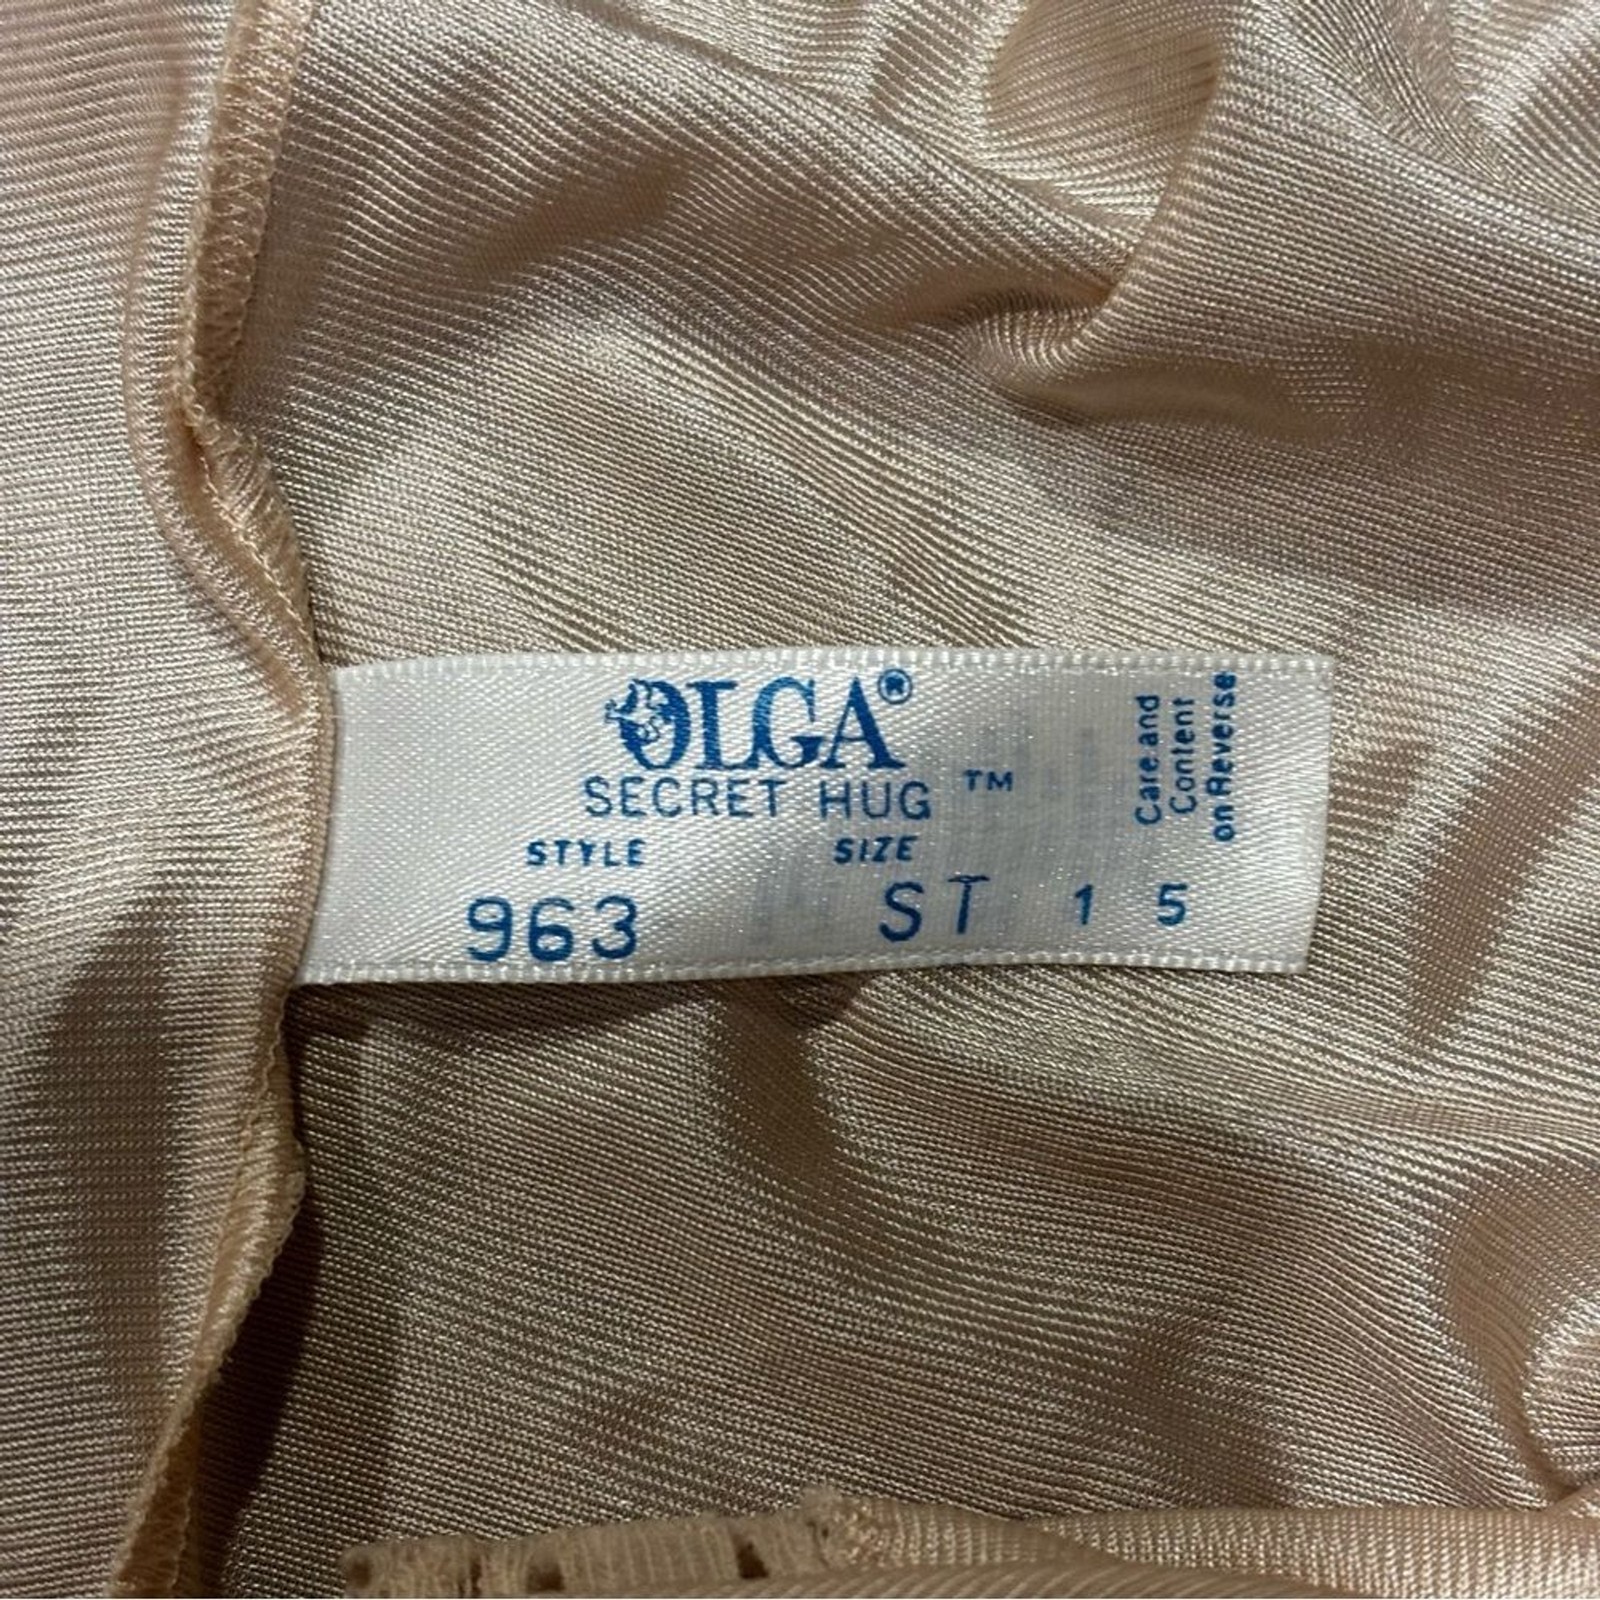 OLGA®
SECRET HUG ™
STYLE SIZE
963 ST 1 5
Care and
Content
on Reverse